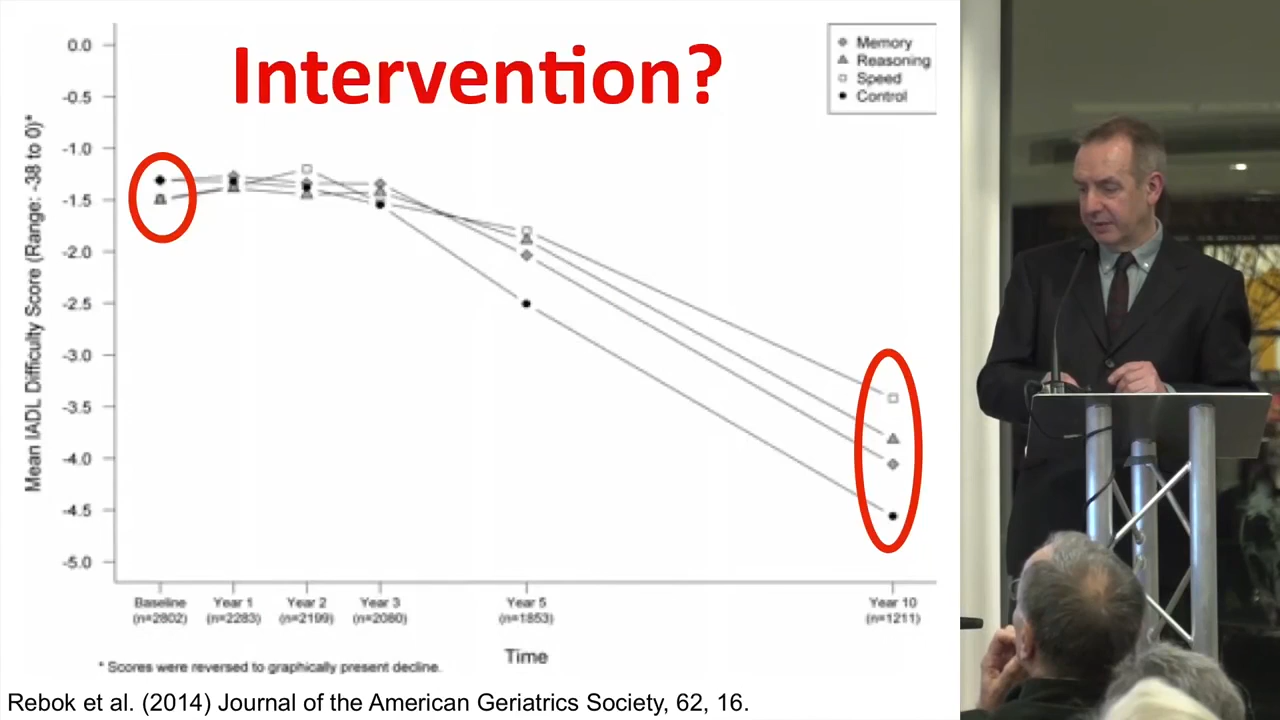 Intervention?
Memory
Reasoning
Speed
Control
Mean IADL Difficulty Score (Range: -38 to 0)*
0.0
-0.5
-1.0
-1.5
-2.0
-2.5
-3.0
-3.5
-4.0
-4.5
-5.0
Baseline
(n=2802)
Year 1
(n=2283)
Year 2
(n=2199)
Year 3
(n=2080)
Year 5
(n=1853)
Year 10
(n=1211)
Time
* Scores were reversed to graphically present decline.
Rebok et al. (2014) Journal of the American Geriatrics Society, 62, 16.